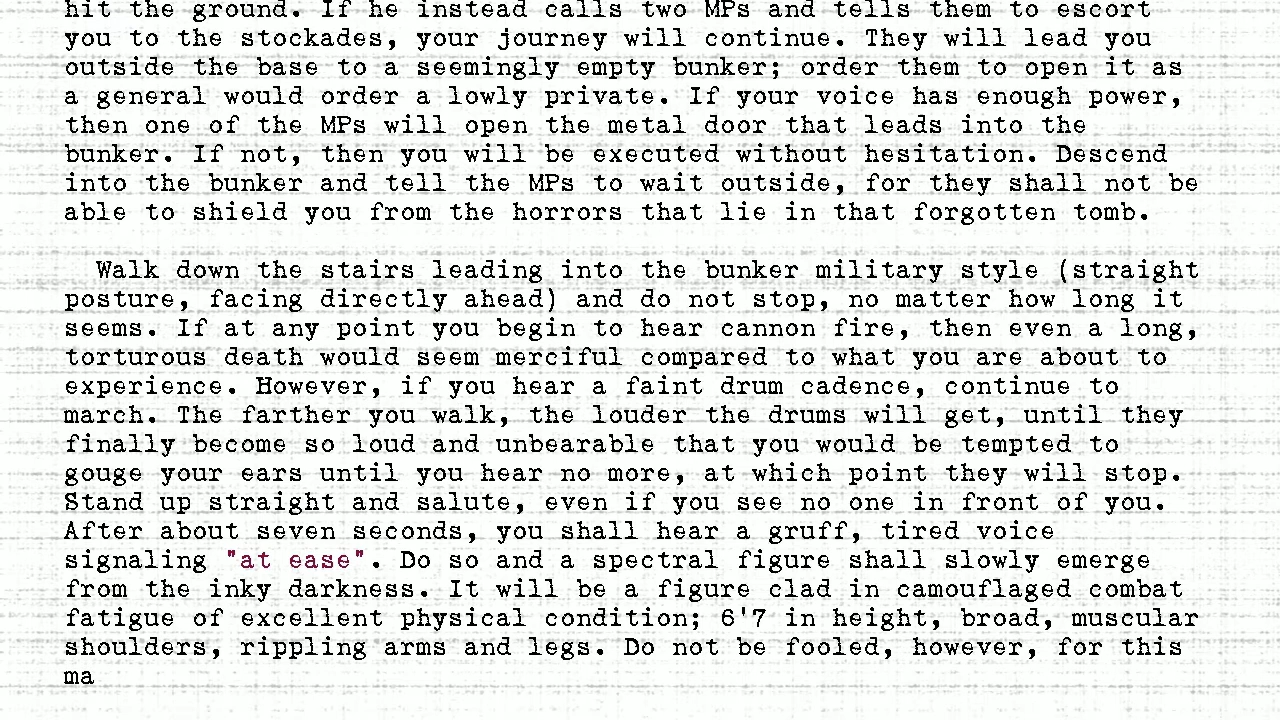 hit the ground. If he instead calls two MPs and tells them to escort
you to the stockades, your journey will continue. They will lead you
outside the base to a seemingly empty bunker; order them to open it as
a general would order a lowly private. If your voice has enough power,
then one of the MPs will open the metal door that leads into the
bunker. If not, then you will be executed without hesitation. Descend
into the bunker and tell the MPs to wait outside, for they shall not be
able to shield you from the horrors that lie in that forgotten tomb.
Walk down the stairs leading into the bunker military style (straight
posture, facing directly ahead) and do not stop, no matter how long it
seems. If at any point you begin to hear cannon fire, then even a long,
torturous death would seem merciful compared to what you are about to
experience. However, if you hear a faint drum cadence, continue to
march. The farther you walk, the louder the drums will get, until they
finally become so loud and unbearable that you would be tempted to
gouge your ears until you hear no more, at which point they will stop.
Stand up straight and salute, even if you see no one in front of you.
After about seven seconds, you shall hear a gruff, tired voice
signaling "at ease". Do so and a spectral figure shall slowly emerge
from the inky darkness. It will be a figure clad in camouflaged combat
fatigue of excellent physical condition; 6'7 in height, broad, muscular
shoulders, rippling arms and legs. Do not be fooled, however, for this
ma